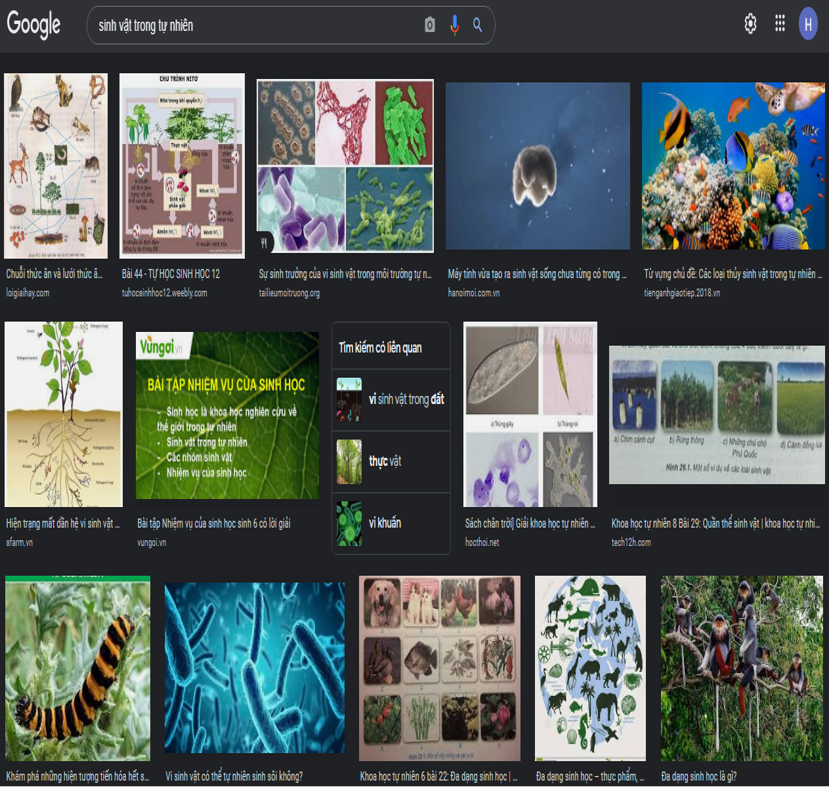 Google
sinh vật trong tự nhiên
H
CHU TRÌNH NITƠ
Chuỗi thức ăn và lưới thức ă...
loigiaihay.com
Bài 44 - TỰ HỌC SINH HỌC 12
tuhocainhhoc12.weebly.com
Sự sinh trưởng của vi sinh vật trong môi trường tự n...
tailieumoitruong.org
Máy tính vừa tạo ra sinh vật sống chưa từng có trong ...
hanoimoi.com.vn
Từ vựng chủ đề: Các loại thủy sinh vật trong tự nhiên ...
tienganhgiaotiep.2018.vn
Vungoi.vn
BÀI TẬP NHIỆM VỤ CỦA SINH HỌC
- Sinh học là khoa học nghiên cứu về
thế giới trong tự nhiên
- Sinh vật trong tự nhiên
- Các nhóm sinh vật
- Nhiệm vụ của sinh học
Tìm kiếm có liên quan
vi sinh vật trong đất
thực vật
vi khuẩn
a) Trùng giày
b) Trùng roi
a) Chim cánh cụt
b) Rừng thông
c) Những chú chó
Phú Quốc
d) Cánh đồng lúa
Hình 29.1. Một số ví dụ về các loài sinh vật
Hiện trạng mất dần hệ vi sinh vật ...
sfarm.vn
Bài tập Nhiệm vụ của sinh học sinh 6 có lời giải
vungoi.vn
Sách chân trời] Giải khoa học tự nhiên ...
hocthoi.net
Khoa học tự nhiên 8 Bài 29: Quần thể sinh vật | khoa học tự nhi...
tech12h.com
Khám phá những hiện tượng tiến hóa hết s...
Vi sinh vật có thể tự nhiên sinh sôi không?
Khoa học tự nhiên 6 bài 22: Đa dạng sinh học | ...
Đa dạng sinh học – thực phẩm, ...
Đa dạng sinh học là gì?